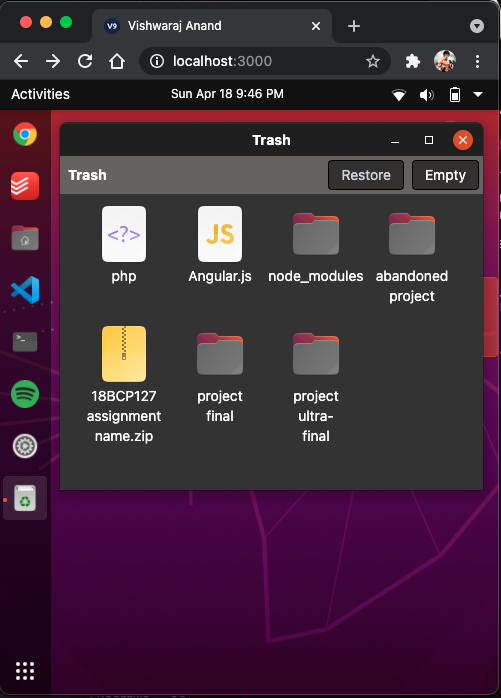 V9 Vishwaraj Anand
localhost:3000
Activities
Sun Apr 18 9:46 PM
Trash
Trash
Restore
Empty
<?>
JS
php
Angular.js
node_modules
abandoned
project
18BCP127
assignment
name.zip
project
final
project
ultra-
final
>_